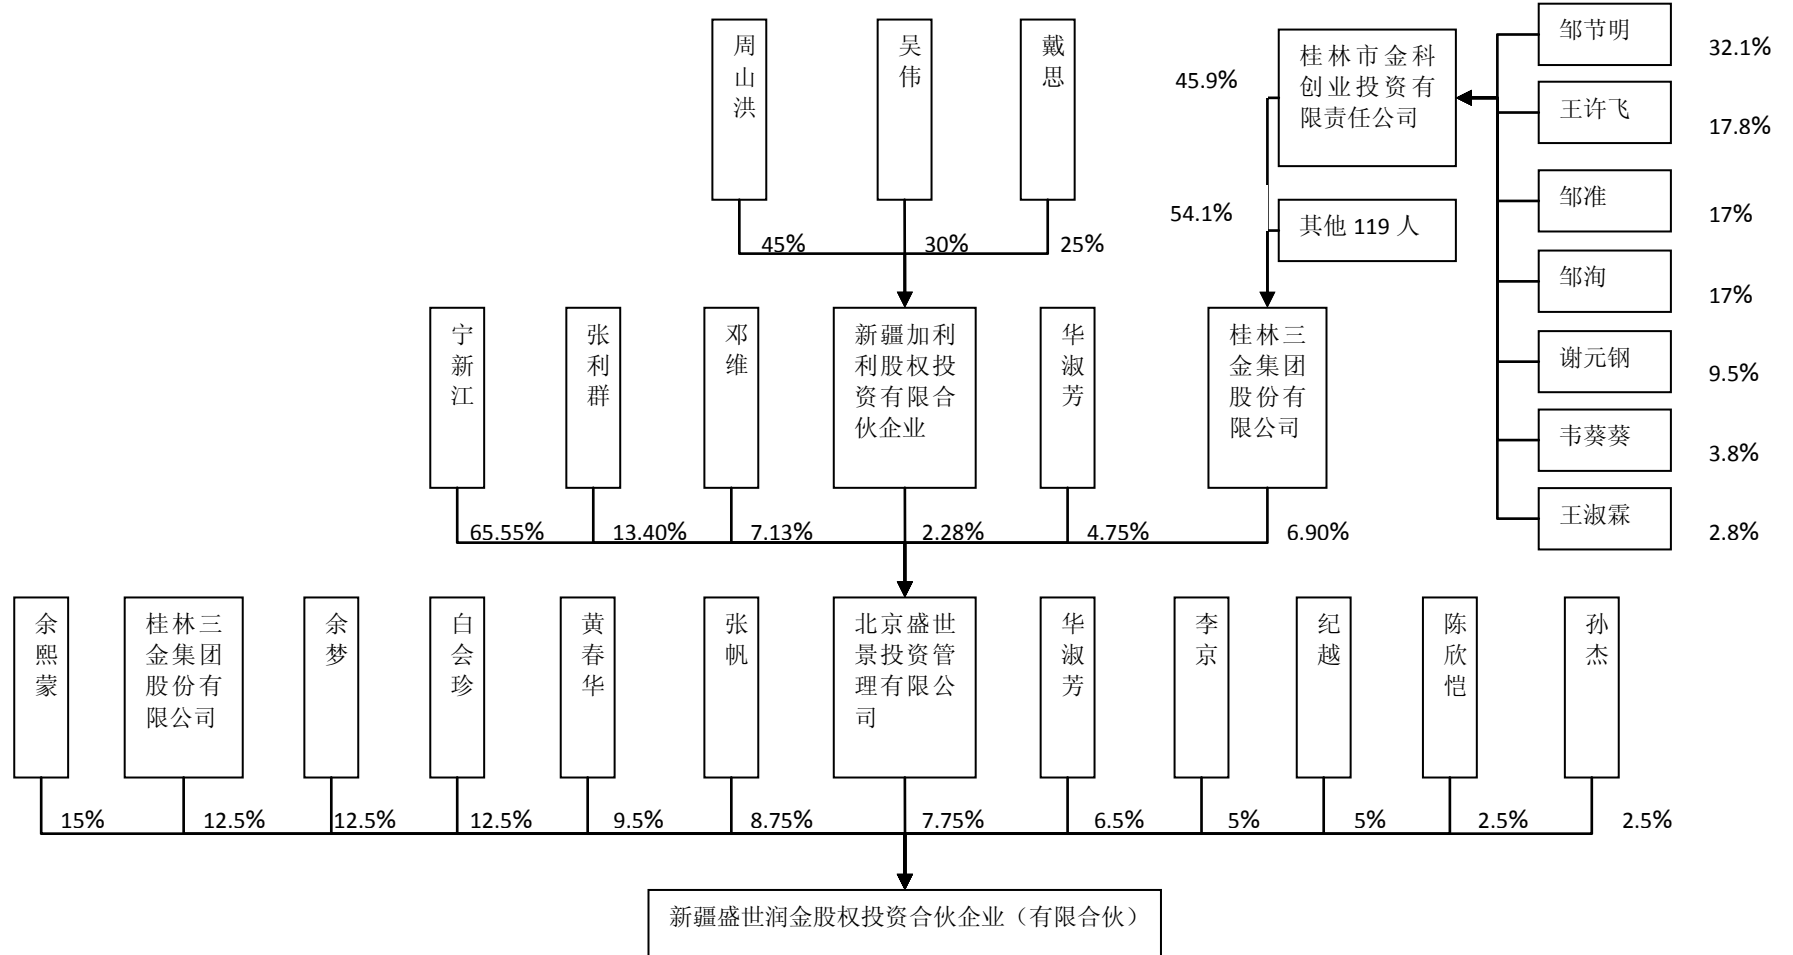 周
山
洪
吴
伟
戴
思
桂林市金科
创业投资有
限责任公司
45.9%
54.1%
其他 119 人
邹节明
32.1%
王许飞
17.8%
邹准
17%
邹洵
17%
谢元钢
9.5%
韦葵葵
3.8%
王淑霖
2.8%
45%
30%
25%
宁
新
江
张
利
群
邓
维
新疆加利
利股权投
资有限合
伙企业
华
淑
芳
桂林三
金集团
股份有
限公司
65.55%
13.40%
7.13%
2.28%
4.75%
6.90%
余
熙
蒙
桂林三
金集团
股份有
限公司
余
梦
白
会
珍
黄
春
华
张
帆
北京盛世
景投资管
理有限公
司
华
淑
芳
李
京
纪
越
陈
欣
恺
孙
杰
15%
12.5%
12.5%
12.5%
9.5%
8.75%
7.75%
6.5%
5%
5%
2.5%
2.5%
新疆盛世润金股权投资合伙企业（有限合伙）